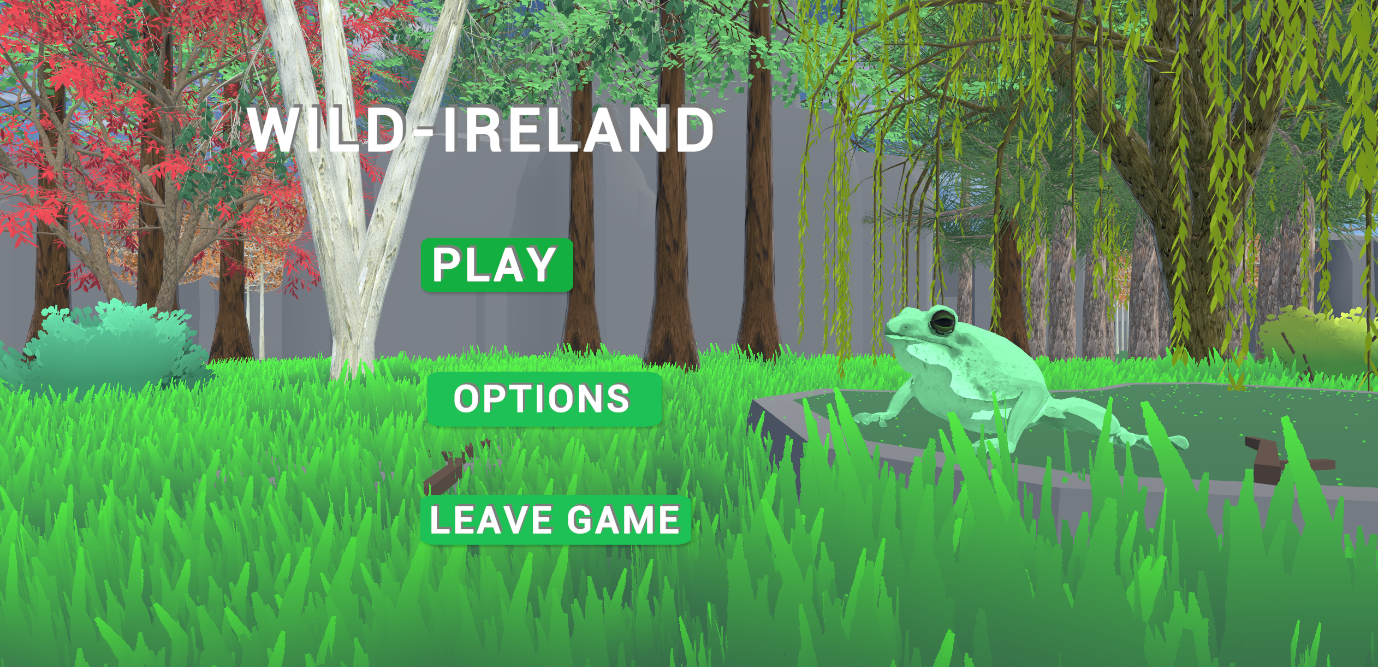 WILD-IRELAND
PLAY
OPTIONS
LEAVE GAME